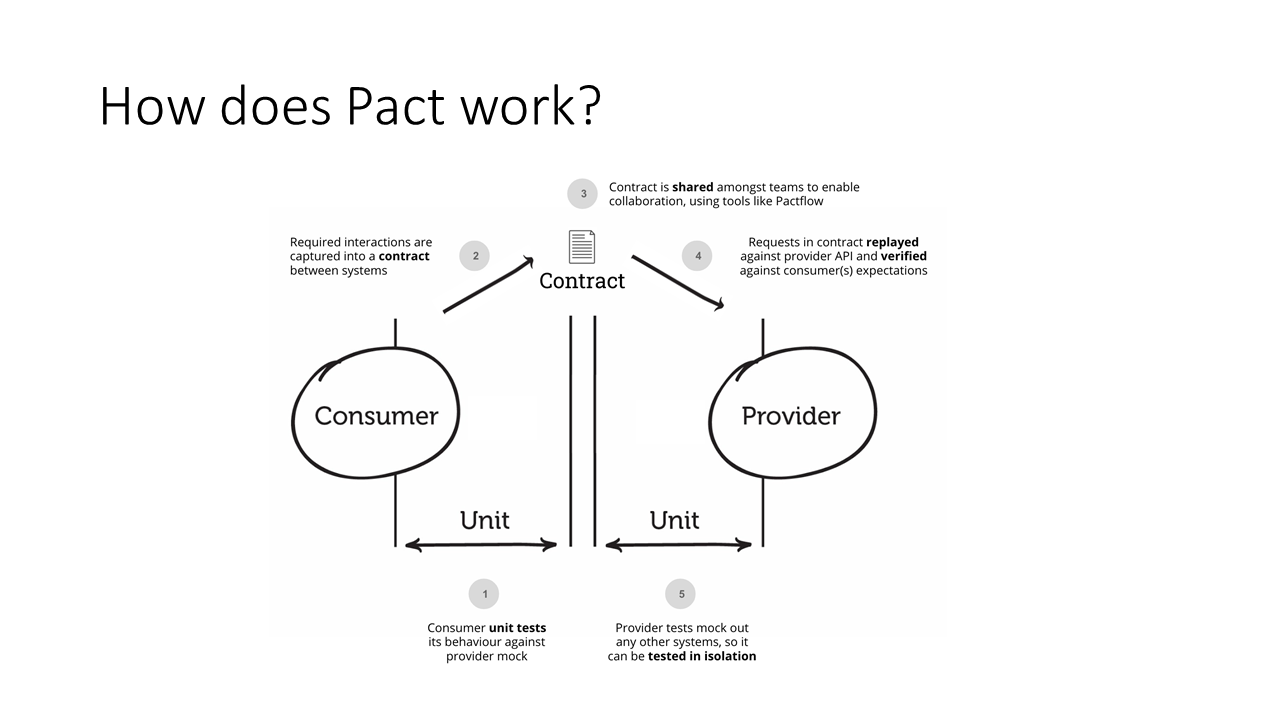 How does Pact work?
3
Contract is shared amongst teams to enable
collaboration, using tools like Pactflow
Required interactions are
captured into a contract
between systems
2
Contract
4
Requests in contract replayed
against provider API and verified
against consumer(s) expectations
Consumer
Provider
Unit
Unit
1
Consumer unit tests
its behaviour against
provider mock
5
Provider tests mock out
any other systems, so it
can be tested in isolation